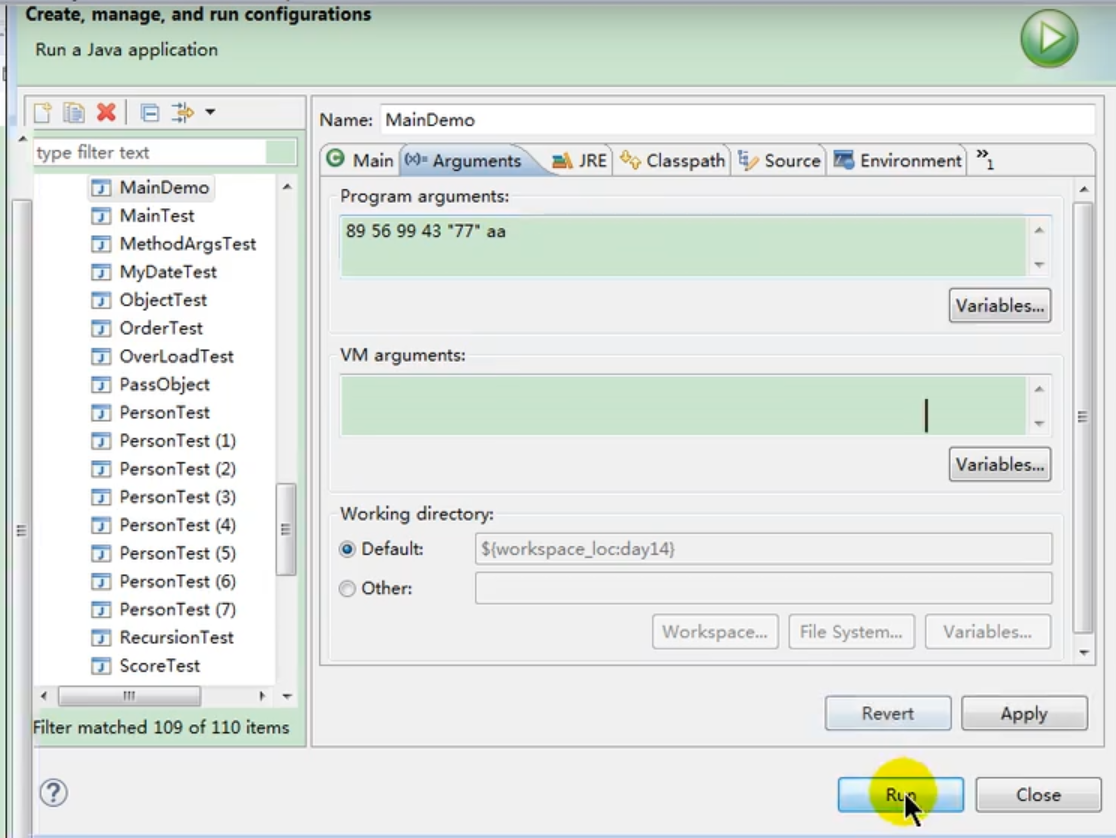 Create, manage, and run configurations
Run a Java application
type filter text
MainDemo
MainTest
MethodArgsTest
MyDateTest
ObjectTest
OrderTest
OverLoadTest
PassObject
PersonTest
PersonTest (1)
PersonTest (2)
PersonTest (3)
PersonTest (4)
PersonTest (5)
PersonTest (6)
PersonTest (7)
RecursionTest
ScoreTest
Filter matched 109 of 110 items
Name: MainDemo
Main (x)= Arguments JRE Classpath Source Environment »1
Program arguments:
89 56 99 43 "77" aa
Variables...
VM arguments:
Variables...
Working directory:
Default: ${workspace_loc:day14}
Other:
Workspace... File System... Variables...
Revert Apply
Run Close